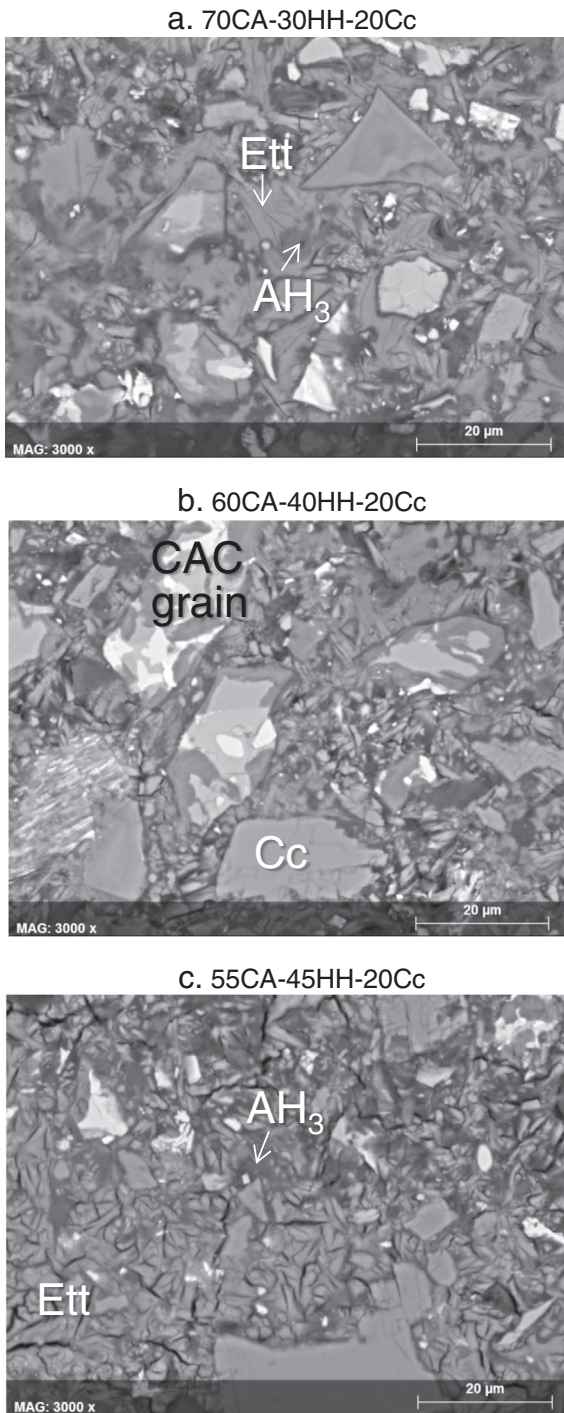 a. 70CA-30HH-20Cc
Ett
AH₃
20 µm
MAG: 3000 x
b. 60CA-40HH-20Cc
CAC
grain
Cc
20 µm
MAG: 3000 x
c. 55CA-45HH-20Cc
AH₃
Ett
20 µm
MAG: 3000 x